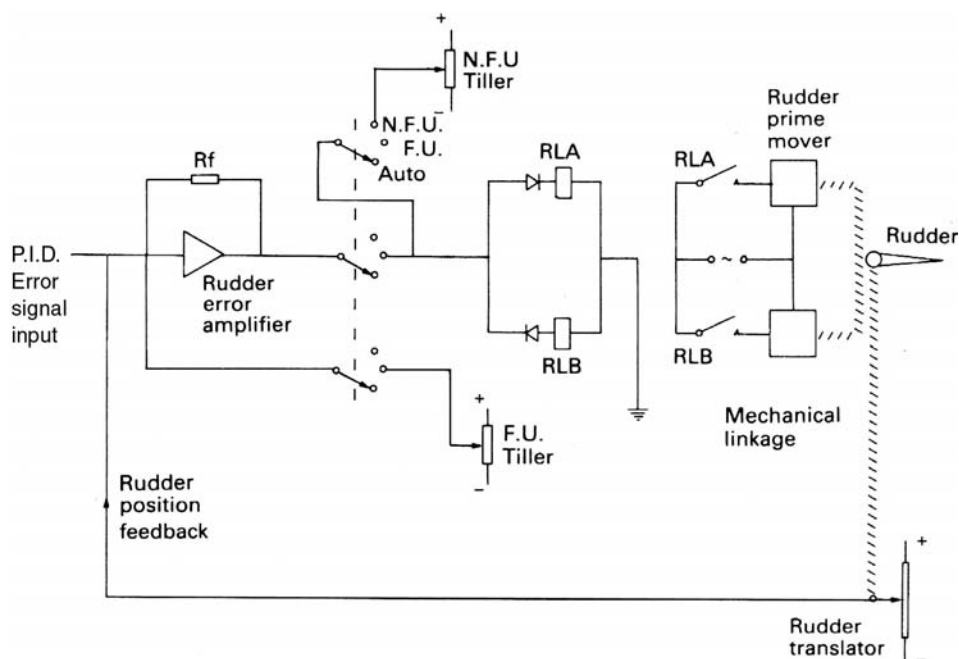 +
N.F.U
Tiller
−
N.F.U.
F.U.
Auto
Rf
RLA
Rudder
prime
mover
RLA
P.I.D.
Error
signal
input
Rudder
error
amplifier
~
Rudder
RLB
RLB
Mechanical
linkage
+
F.U.
Tiller
−
Rudder
position
feedback
+
Rudder
translator
−